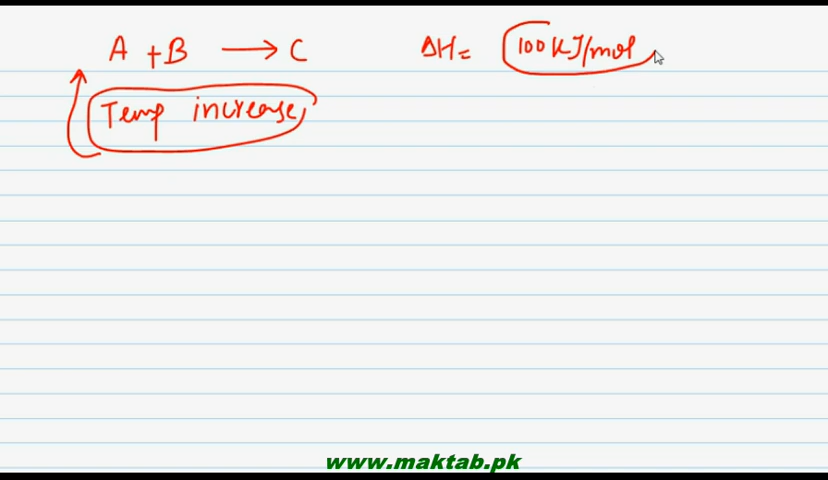 A + B → C ΔH = 100 KJ/mol
Temp increase,
www.maktab.pk